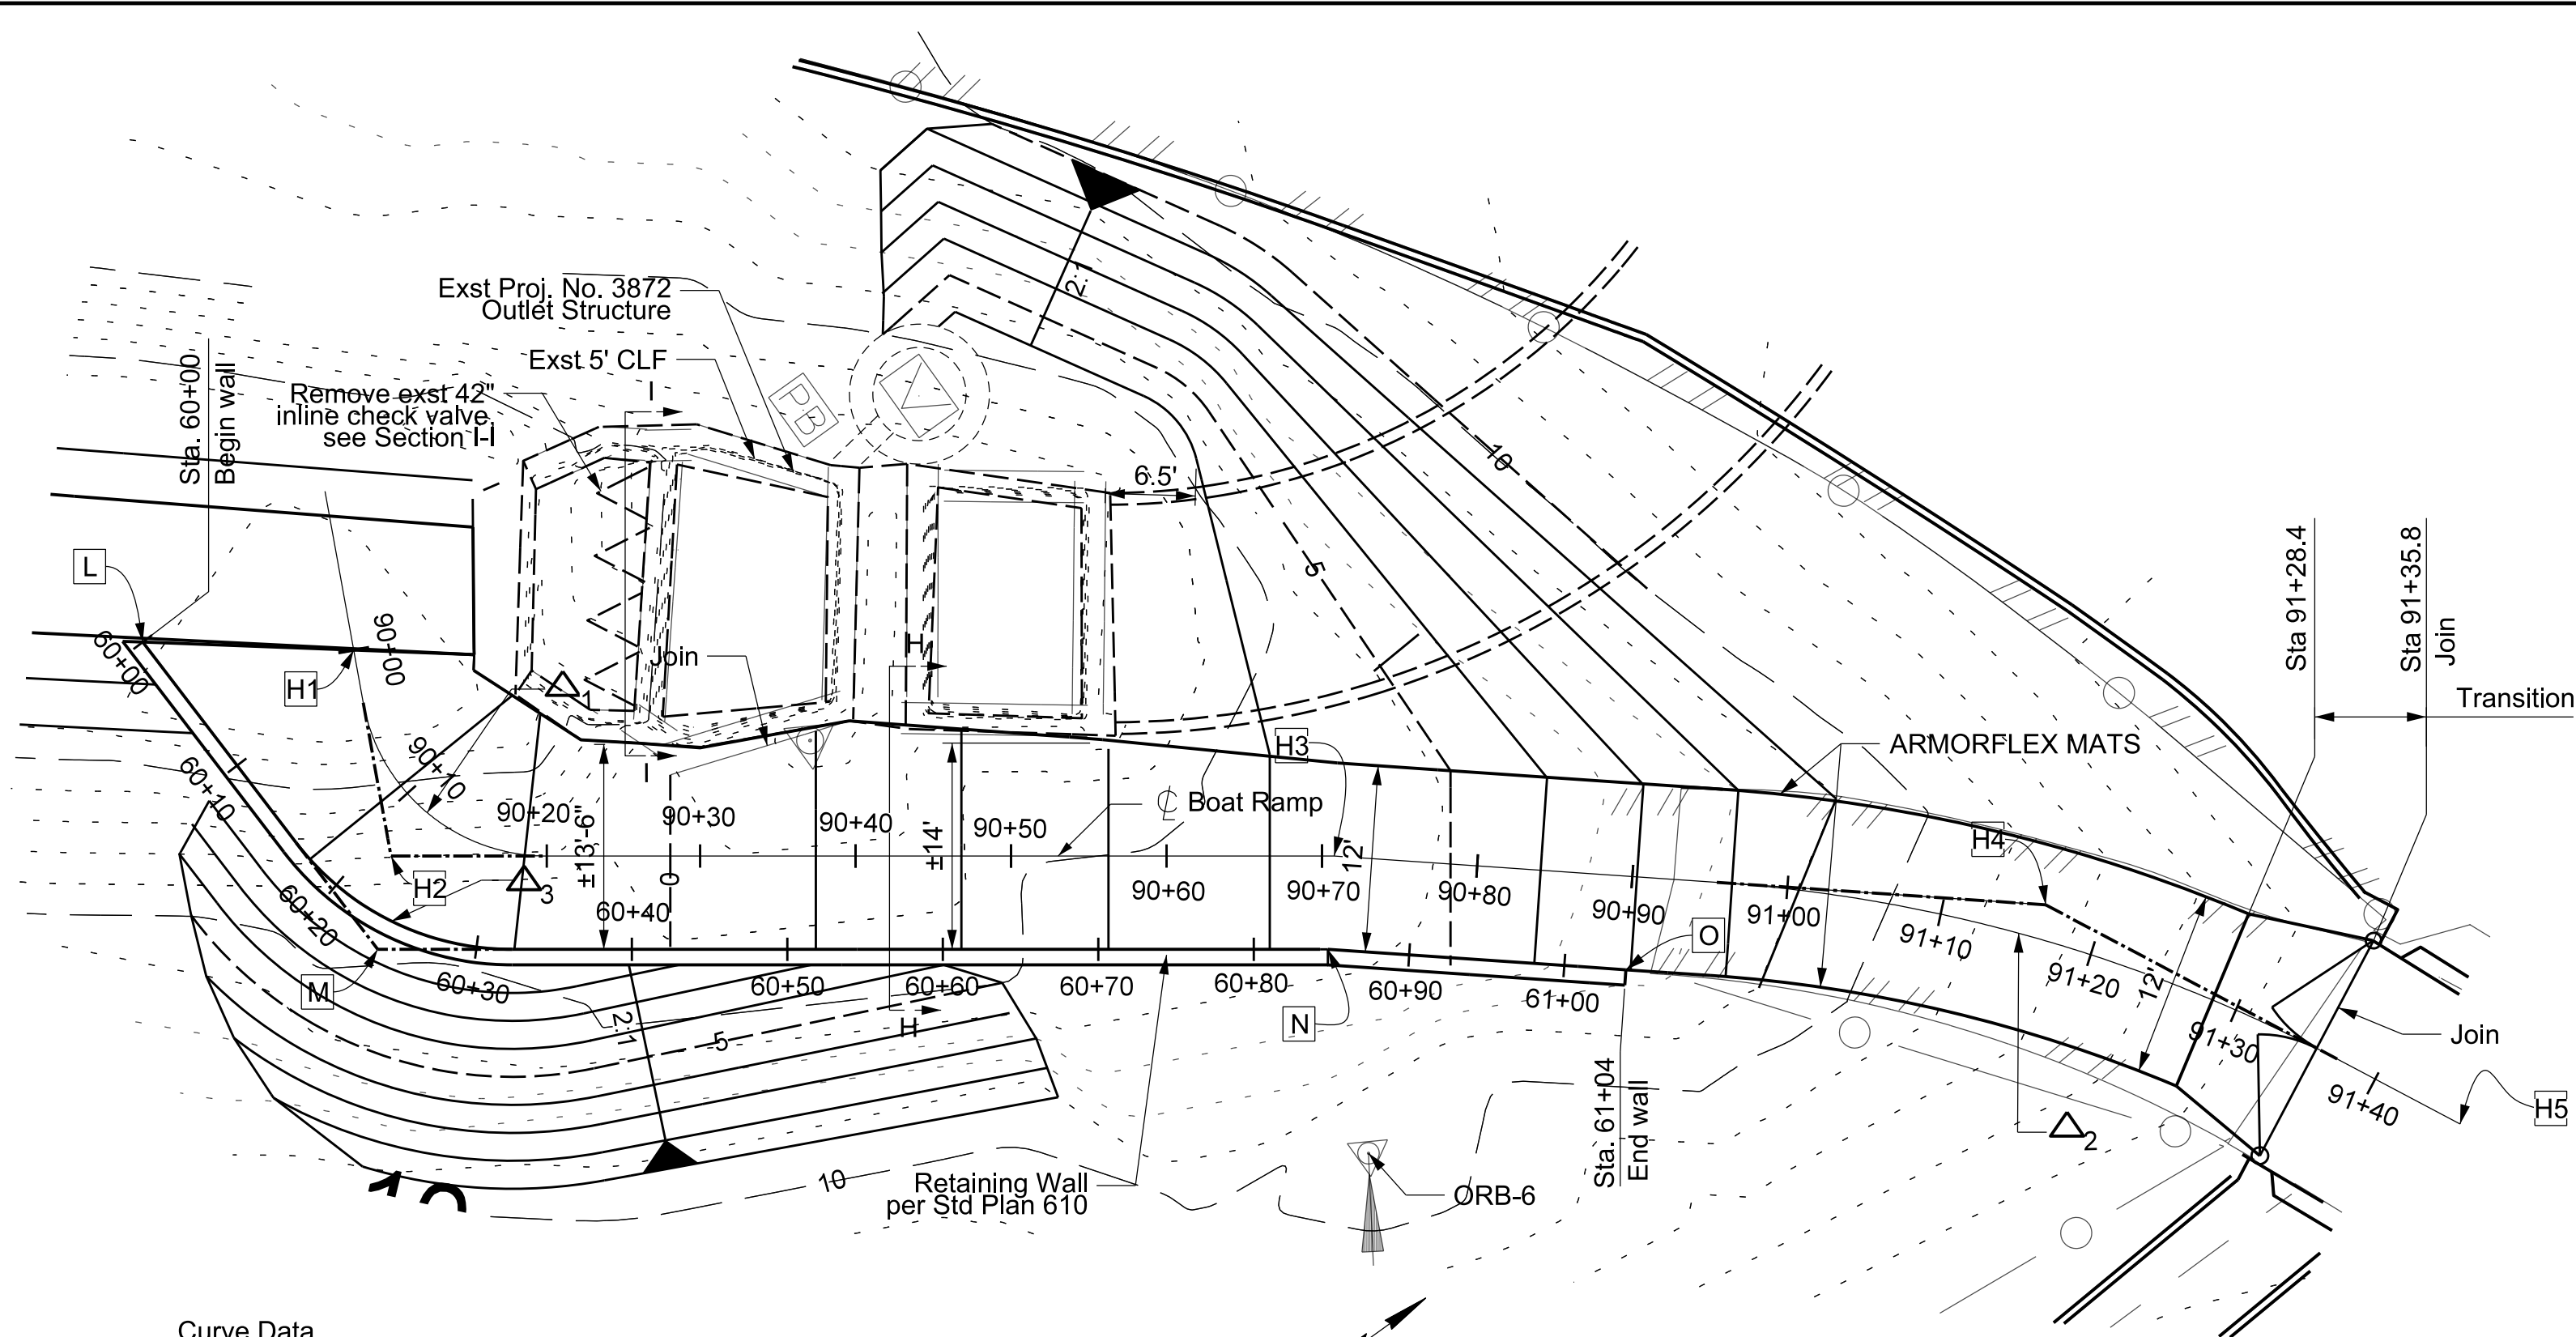 2:1
Exst Proj. No. 3872
Outlet Structure
Exst 5' CLF
Remove exst 42"
inline check valve,
see Section I-I
I
PB
Sta. 60+00
Begin wall
6.5'
10
5
L
H1
60+00
90+00
1
Join
H
I
H3
ARMORFLEX MATS
Sta 91+28.4
Sta 91+35.8
Join
Transition
60+10
90+10
90+20
±13'-6"
90+30
90+40
±14'
90+50
℄ Boat Ramp
12'
H4
0
60+20
H2
3
60+40
90+60
90+70
90+80
90+90
91+00
91+10
91+20
12'
91+30
91+40
O
M
60+30
60+50
60+60
60+70
60+80
60+90
61+00
2:1
5
H
N
Join
H5
2
Sta. 61+04
End wall
10
10
Retaining Wall
per Std Plan 610
ORB-6
Curve Data